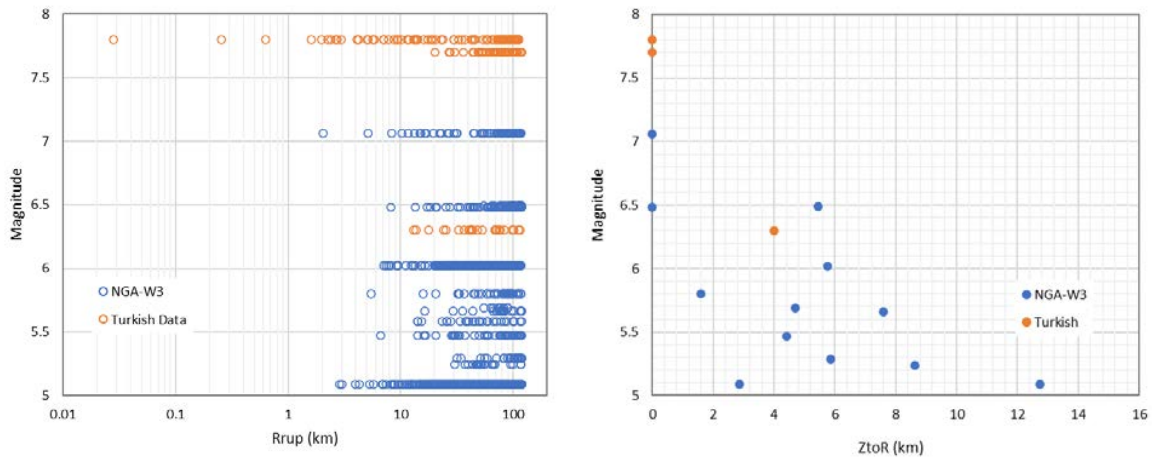 8
7.5
7
6.5
6
5.5
5
Magnitude
NGA-W3
Turkish Data
0.01 0.1 1 10 100
Rrup (km)
8
7.5
7
6.5
6
5.5
5
Magnitude
NGA-W3
Turkish
0 2 4 6 8 10 12 14 16
ZtoR (km)